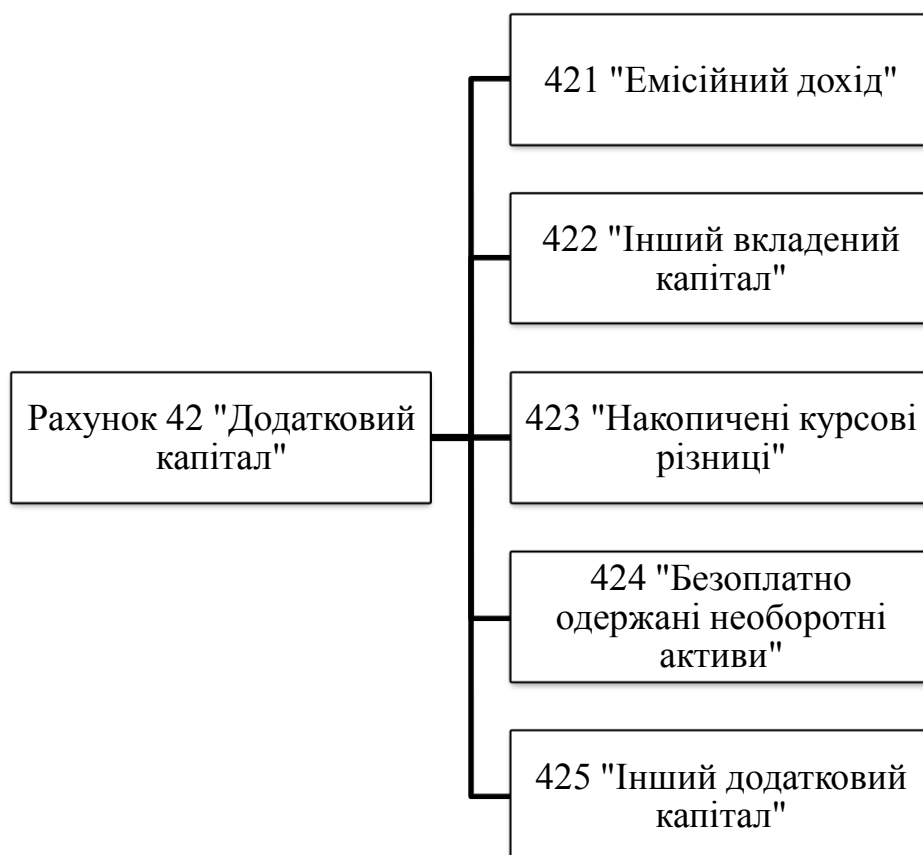 421 "Емісійний дохід"
422 "Інший вкладений
капітал"
Рахунок 42 "Додатковий
капітал"
423 "Накопичені курсові
різниці"
424 "Безоплатно
одержані необоротні
активи"
425 "Інший додатковий
капітал"